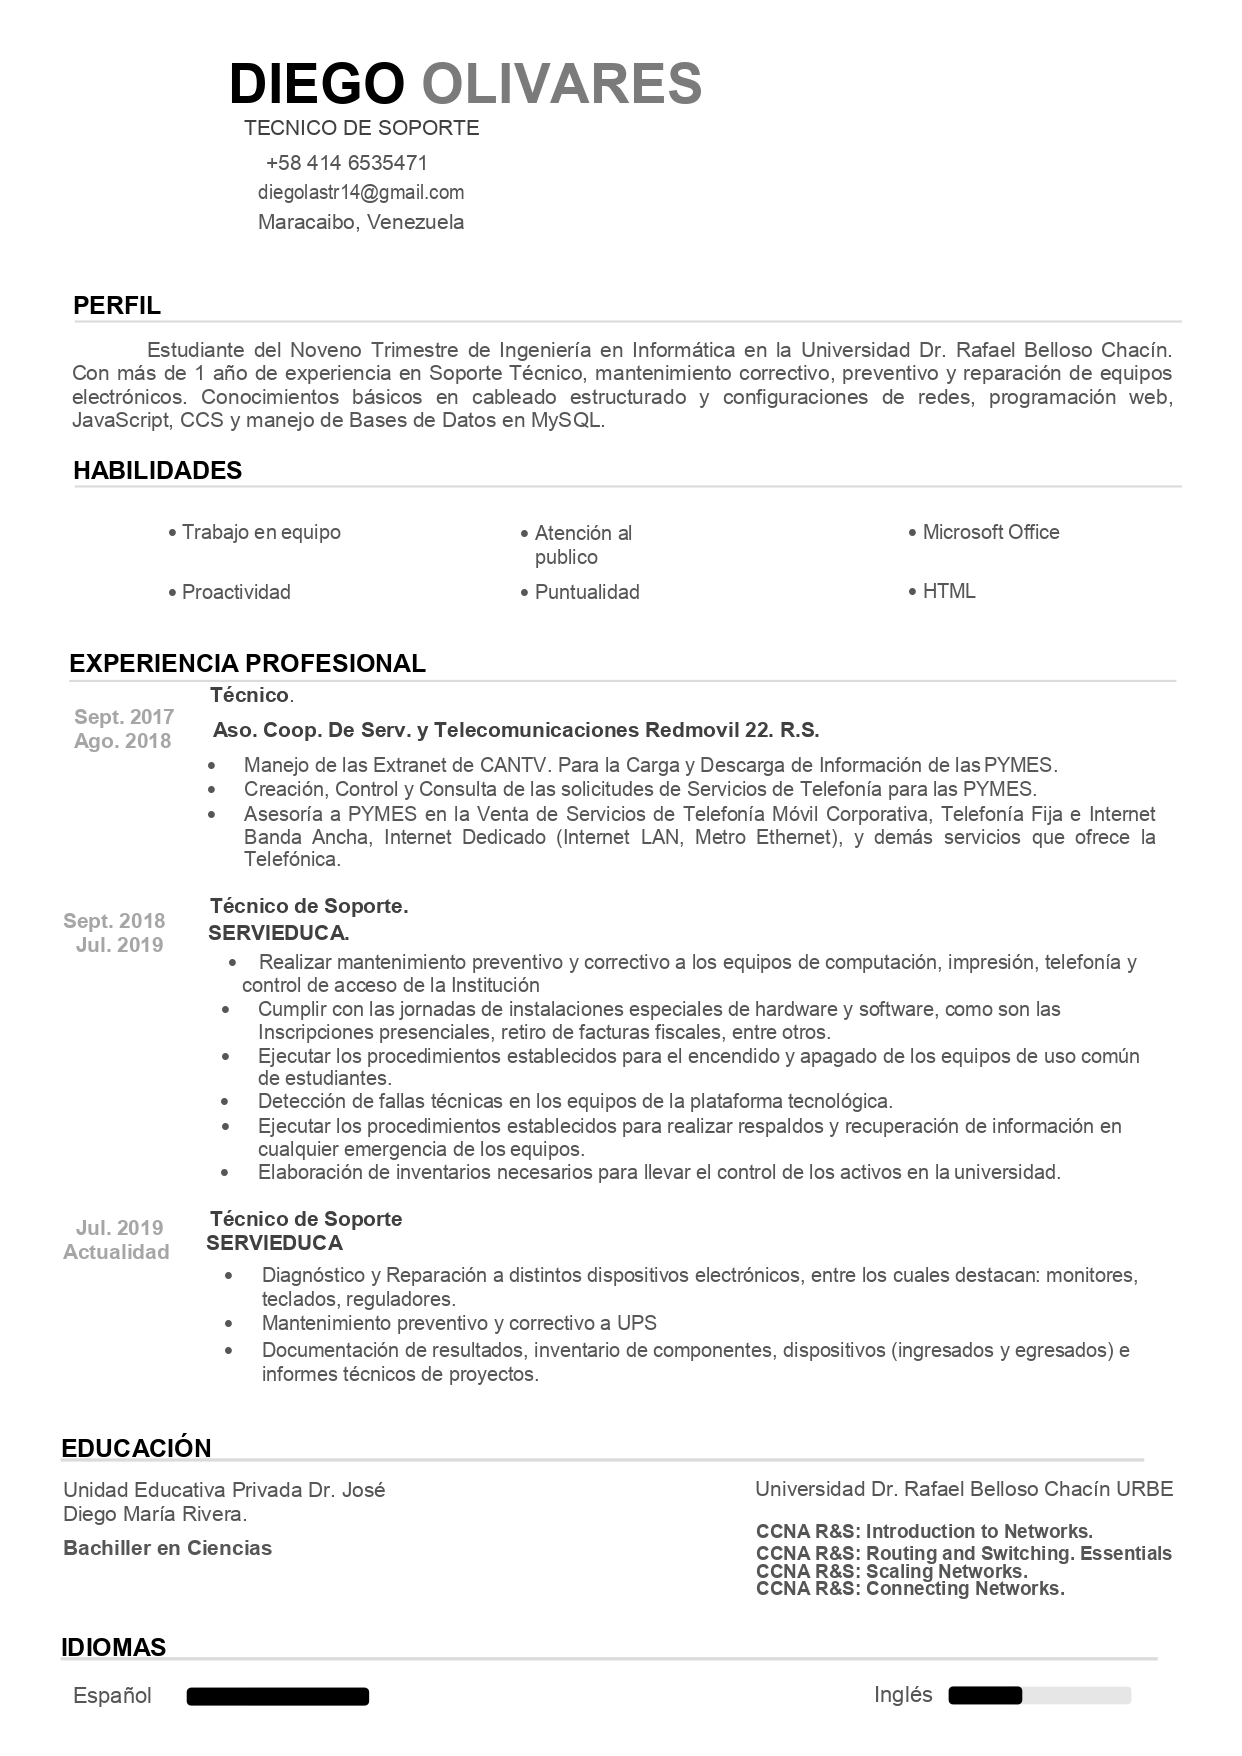 DIEGO OLIVARES
TECNICO DE SOPORTE
+58 414 6535471
diegolastr14@gmail.com
Maracaibo, Venezuela
PERFIL
Estudiante del Noveno Trimestre de Ingeniería en Informática en la Universidad Dr. Rafael Belloso Chacín.
Con más de 1 año de experiencia en Soporte Técnico, mantenimiento correctivo, preventivo y reparación de equipos
electrónicos. Conocimientos básicos en cableado estructurado y configuraciones de redes, programación web,
JavaScript, CCS y manejo de Bases de Datos en MySQL.
HABILIDADES
• Trabajo en equipo
• Atención al
publico
• Microsoft Office
• Proactividad
• Puntualidad
• HTML
EXPERIENCIA PROFESIONAL
Técnico.
Sept. 2017
Ago. 2018
Aso. Coop. De Serv. y Telecomunicaciones Redmovil 22. R.S.
• Manejo de las Extranet de CANTV. Para la Carga y Descarga de Información de las PYMES.
• Creación, Control y Consulta de las solicitudes de Servicios de Telefonía para las PYMES.
• Asesoría a PYMES en la Venta de Servicios de Telefonía Móvil Corporativa, Telefonía Fija e Internet
Banda Ancha, Internet Dedicado (Internet LAN, Metro Ethernet), y demás servicios que ofrece la
Telefónica.
Técnico de Soporte.
Sept. 2018
Jul. 2019
SERVIEDUCA.
• Realizar mantenimiento preventivo y correctivo a los equipos de computación, impresión, telefonía y
control de acceso de la Institución
• Cumplir con las jornadas de instalaciones especiales de hardware y software, como son las
Inscripciones presenciales, retiro de facturas fiscales, entre otros.
• Ejecutar los procedimientos establecidos para el encendido y apagado de los equipos de uso común
de estudiantes.
• Detección de fallas técnicas en los equipos de la plataforma tecnológica.
• Ejecutar los procedimientos establecidos para realizar respaldos y recuperación de información en
cualquier emergencia de los equipos.
• Elaboración de inventarios necesarios para llevar el control de los activos en la universidad.
Técnico de Soporte
Jul. 2019
Actualidad
SERVIEDUCA
• Diagnóstico y Reparación a distintos dispositivos electrónicos, entre los cuales destacan: monitores,
teclados, reguladores.
• Mantenimiento preventivo y correctivo a UPS
• Documentación de resultados, inventario de componentes, dispositivos (ingresados y egresados) e
informes técnicos de proyectos.
EDUCACIÓN
Unidad Educativa Privada Dr. José
Diego María Rivera.
Bachiller en Ciencias
Universidad Dr. Rafael Belloso Chacín URBE
CCNA R&S: Introduction to Networks.
CCNA R&S: Routing and Switching. Essentials
CCNA R&S: Scaling Networks.
CCNA R&S: Connecting Networks.
IDIOMAS
Español
Inglés